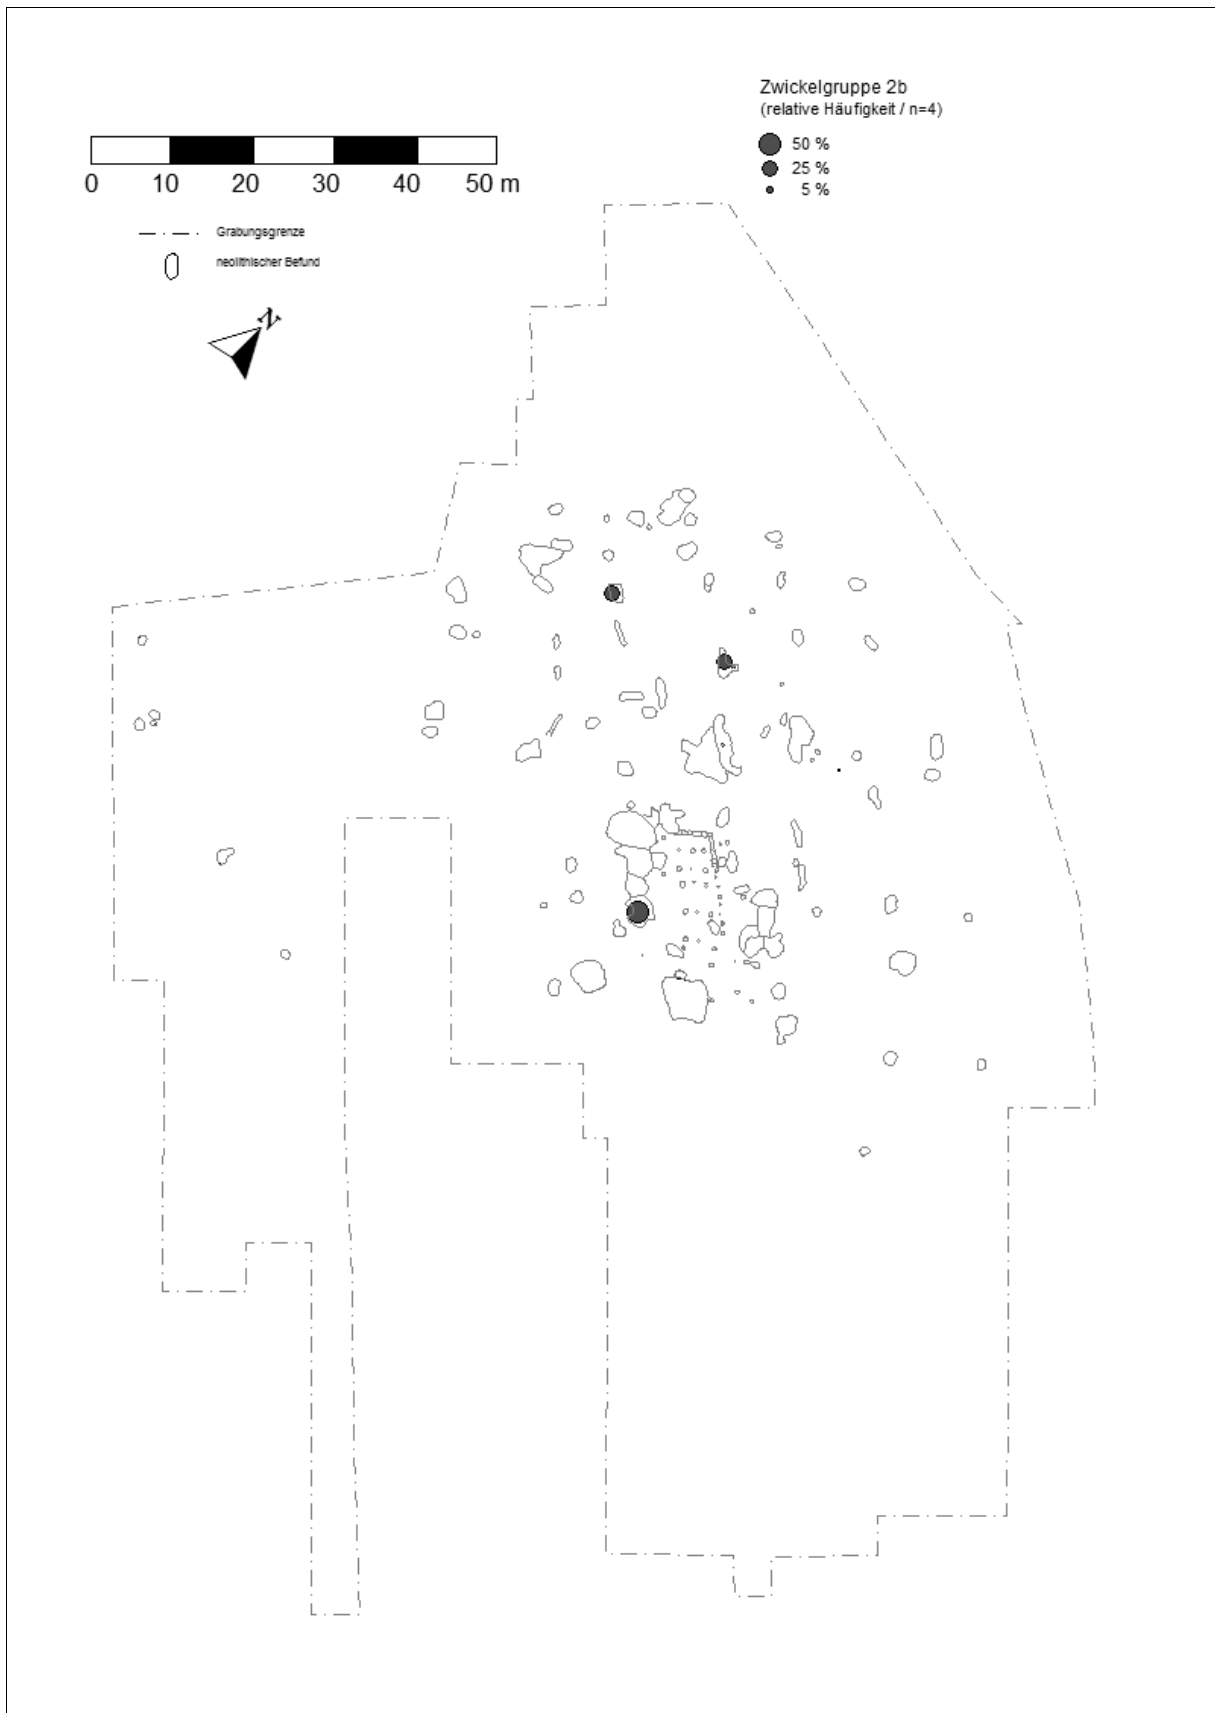 Zwickelgruppe 2b
(relative Häufigkeit / n=4)
50 %
25 %
5 %
0 10 20 30 40 50 m
Grabungsgrenze
neolithischer Befund
N